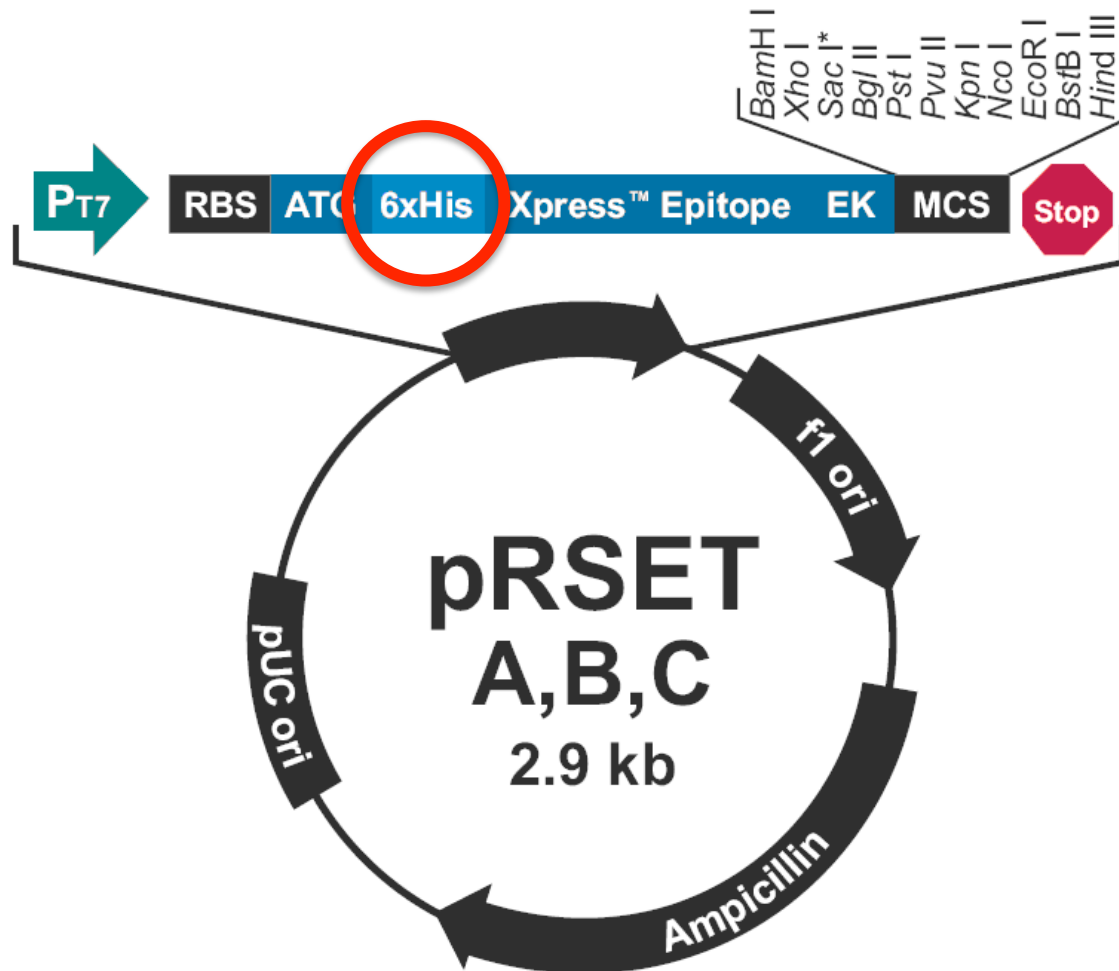 BamH I
Xho I
Sac I*
Bgl II
Pst I
Pvu II
Kpn I
Nco I
EcoR I
BstB I
Hind III
PT7
RBS
ATG
6xHis
Xpress™ Epitope
EK
MCS
Stop
f1 ori
pRSET
A,B,C
2.9 kb
pUC ori
Ampicillin